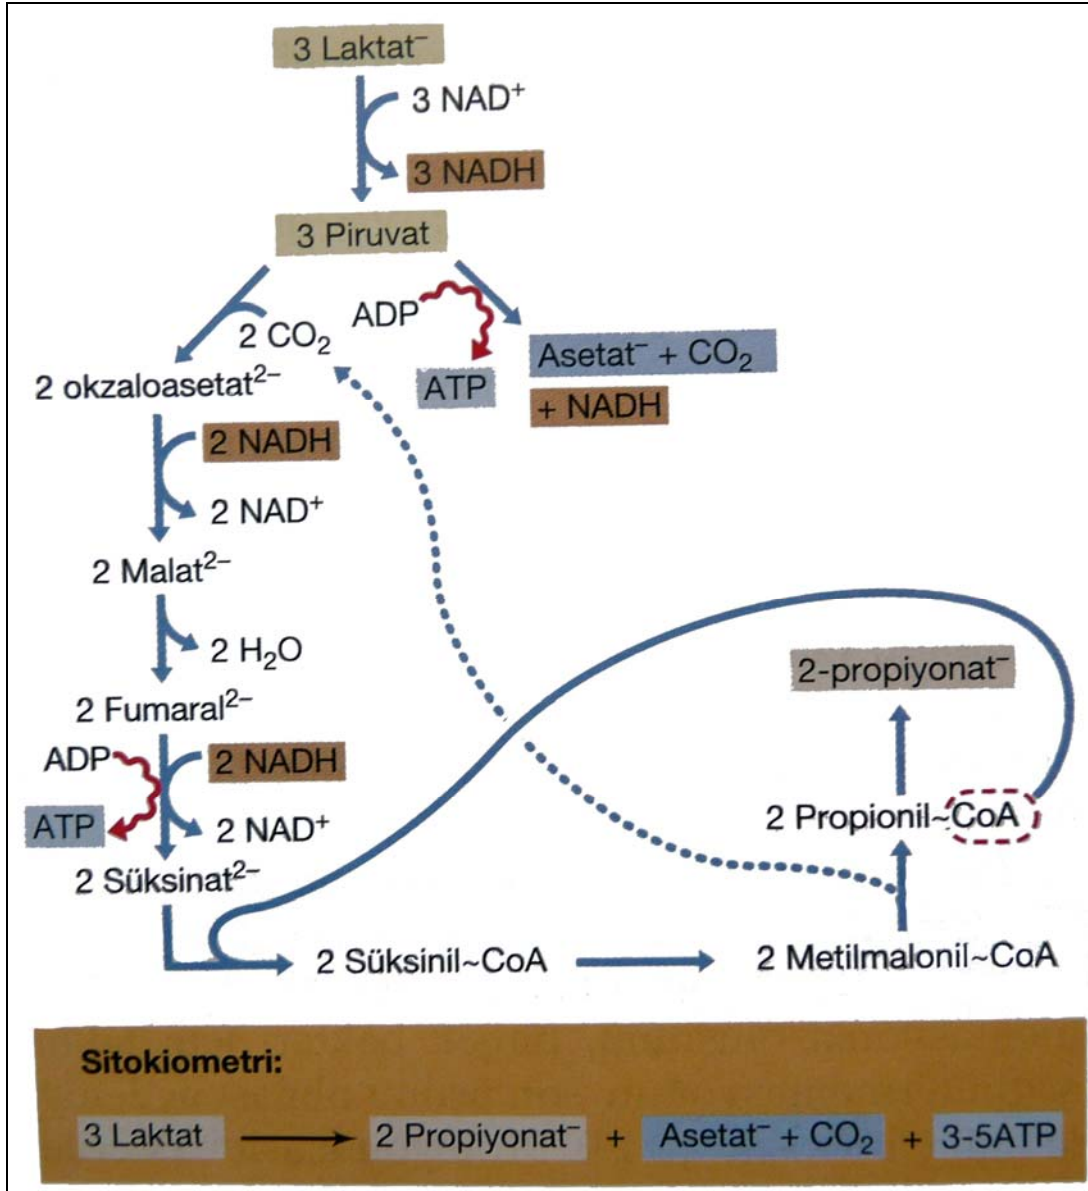 3 Laktat⁻
3 NAD⁺
3 NADH
3 Piruvat
ADP
2 CO₂
ATP
Asetat⁻ + CO₂
+ NADH
2 okzaloasetat²⁻
2 NADH
2 NAD⁺
2 Malat²⁻
2 H₂O
2 Fumaral²⁻
ADP
2 NADH
ATP
2 NAD⁺
2 Süksinat²⁻
2-propiyonat⁻
2 Propionil~CoA
2 Süksinil~CoA
2 Metilmalonil~CoA
Sitokiometri:
3 Laktat → 2 Propiyonat⁻ + Asetat⁻ + CO₂ + 3-5ATP